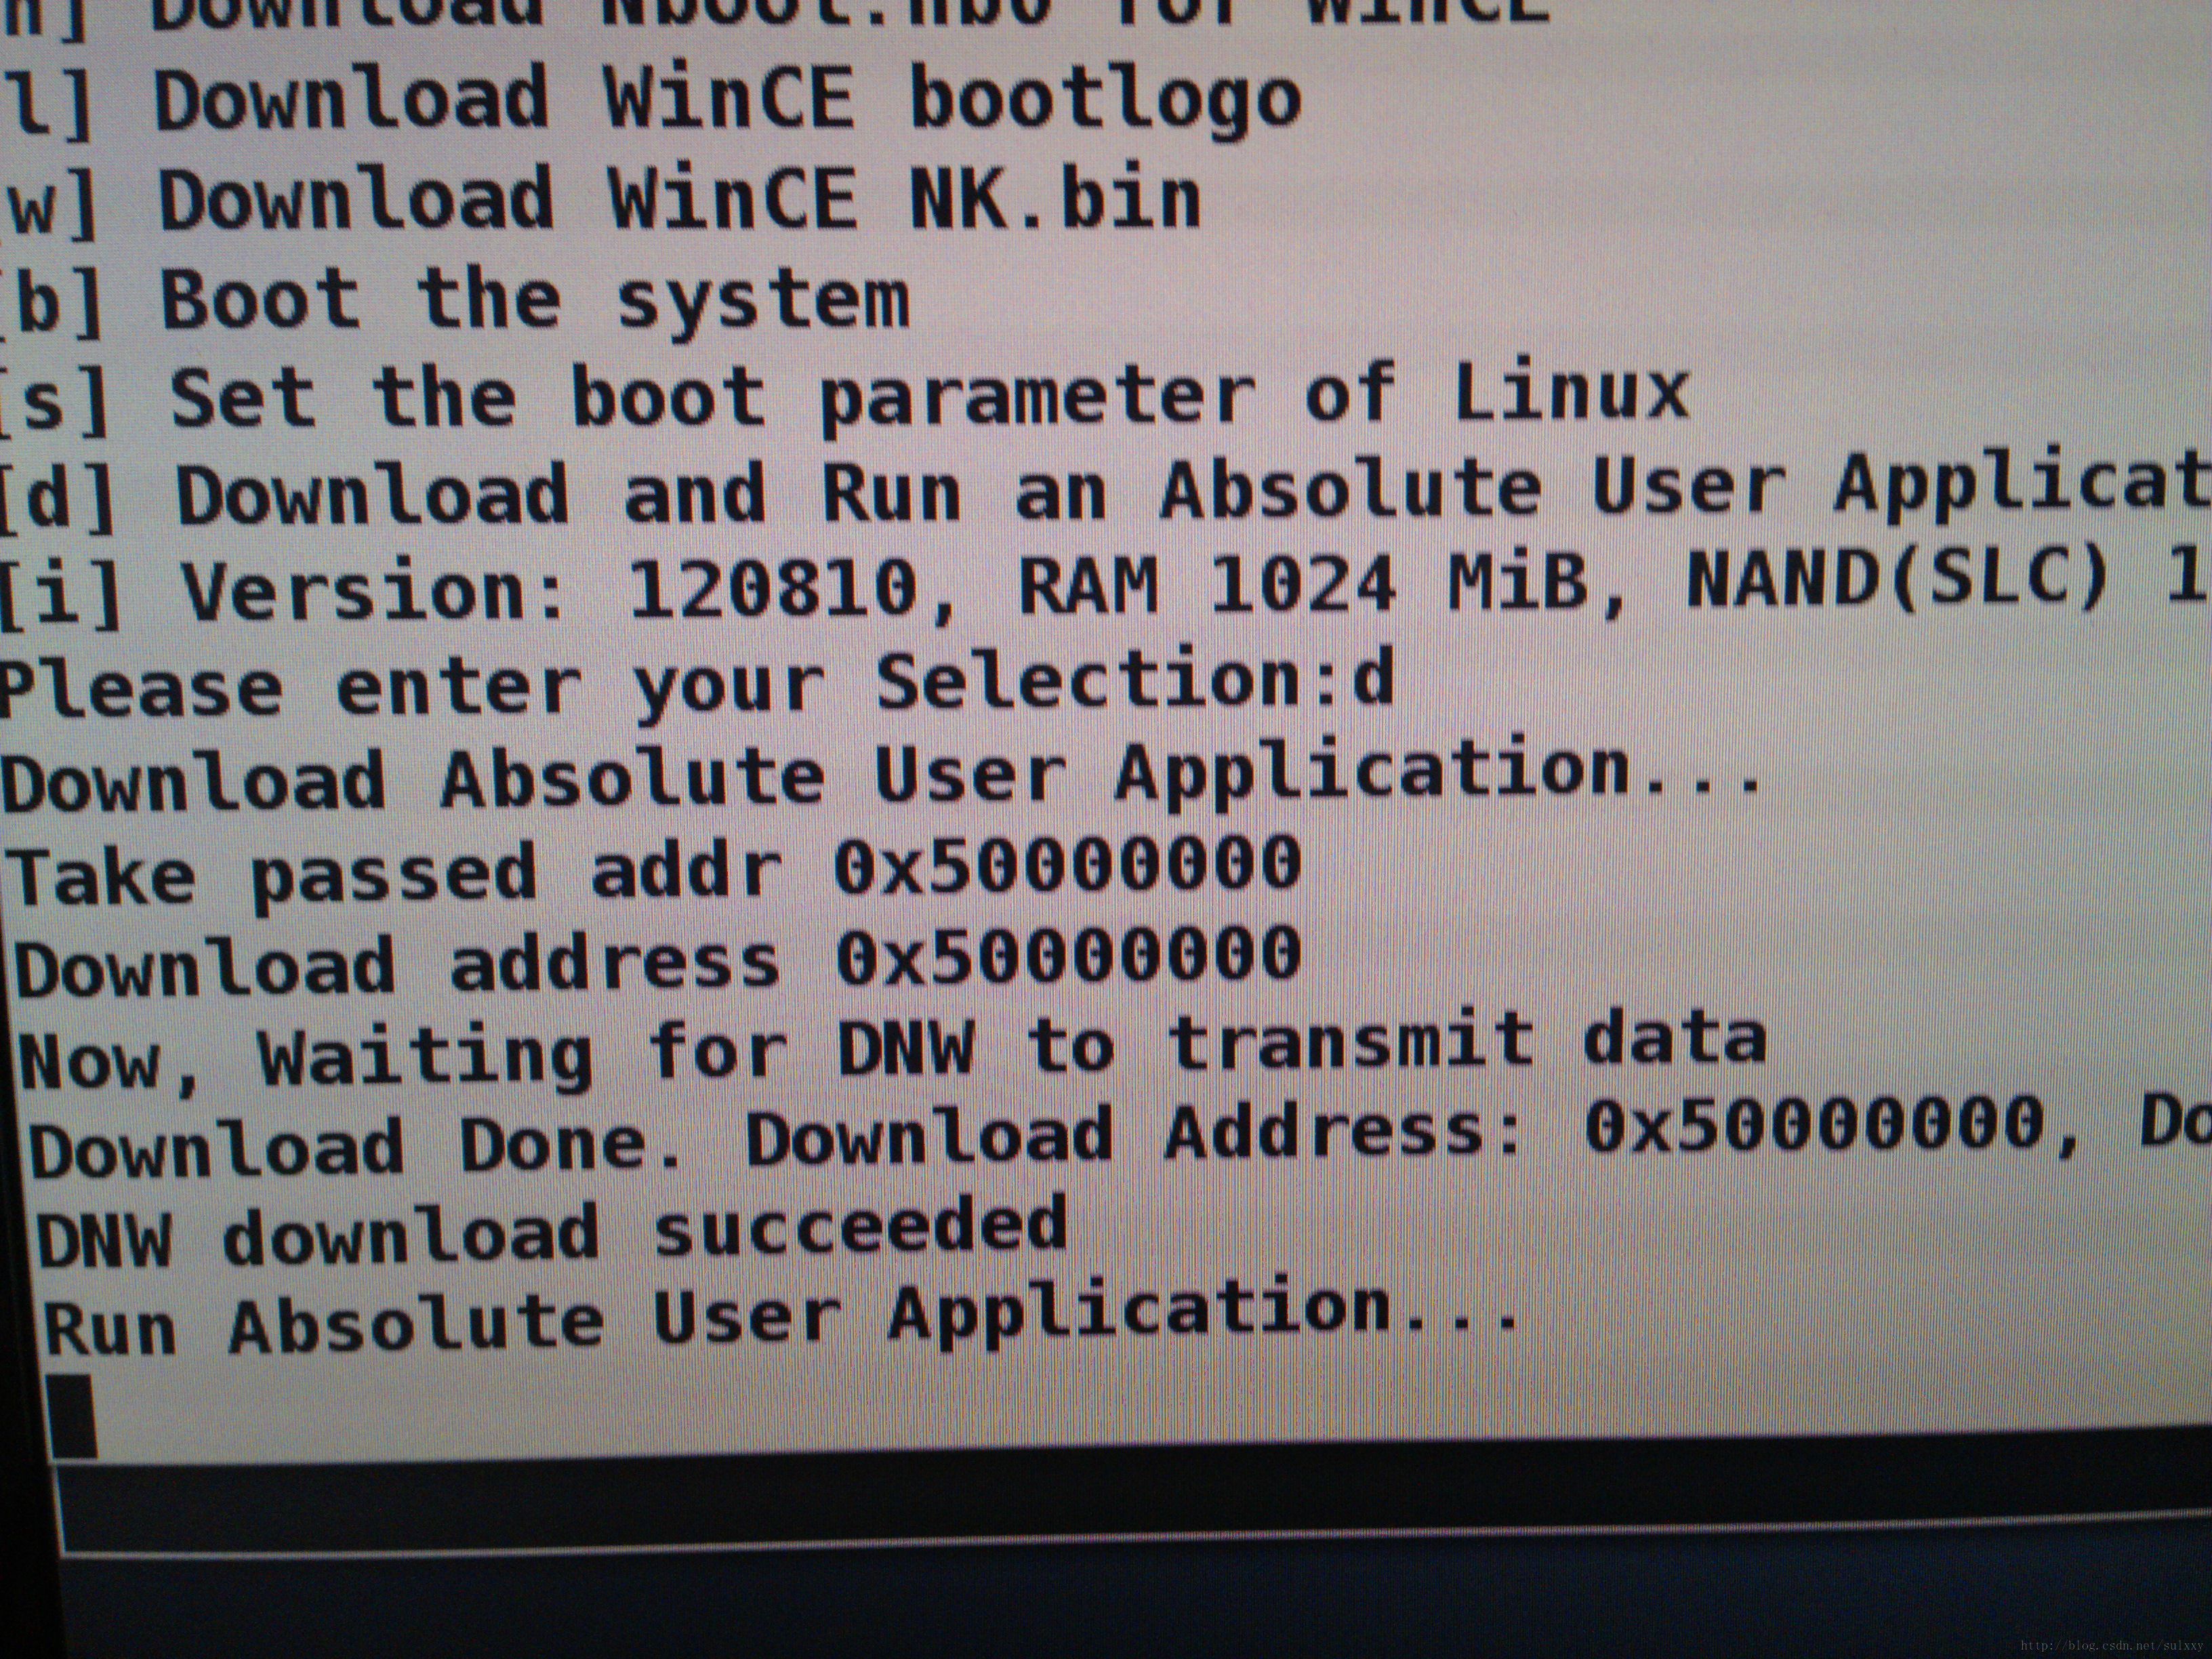 n] Download Nboot.nb0 for WinCE
l] Download WinCE bootlogo
[w] Download WinCE NK.bin
[b] Boot the system
[s] Set the boot parameter of Linux
[d] Download and Run an Absolute User Applicat
[i] Version: 120810, RAM 1024 MiB, NAND(SLC) 1
Please enter your Selection:d
Download Absolute User Application...
Take passed addr 0x50000000
Download address 0x50000000
Now, Waiting for DNW to transmit data
Download Done. Download Address: 0x50000000, Do
DNW download succeeded
Run Absolute User Application...
http://blog.csdn.net/sulxxy